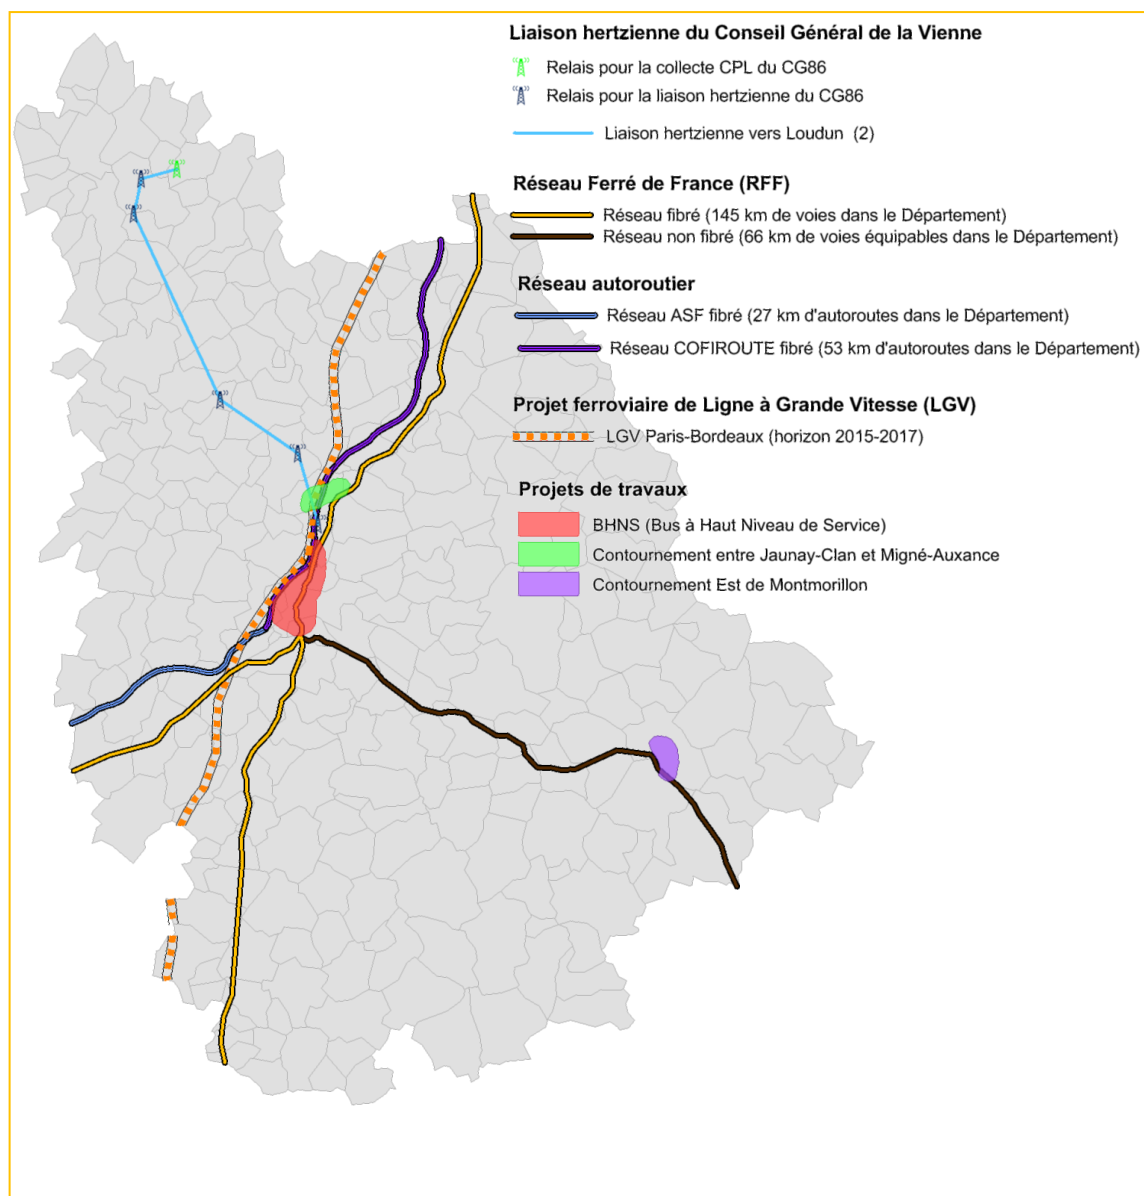 Liaison hertzienne du Conseil Général de la Vienne
Relais pour la collecte CPL du CG86
Relais pour la liaison hertzienne du CG86
Liaison hertzienne vers Loudun (2)
Réseau Ferré de France (RFF)
Réseau fibré (145 km de voies dans le Département)
Réseau non fibré (66 km de voies équipables dans le Département)
Réseau autoroutier
Réseau ASF fibré (27 km d'autoroutes dans le Département)
Réseau COFIROUTE fibré (53 km d'autoroutes dans le Département)
Projet ferroviaire de Ligne à Grande Vitesse (LGV)
LGV Paris-Bordeaux (horizon 2015-2017)
Projets de travaux
BHNS (Bus à Haut Niveau de Service)
Contournement entre Jaunay-Clan et Migné-Auxance
Contournement Est de Montmorillon